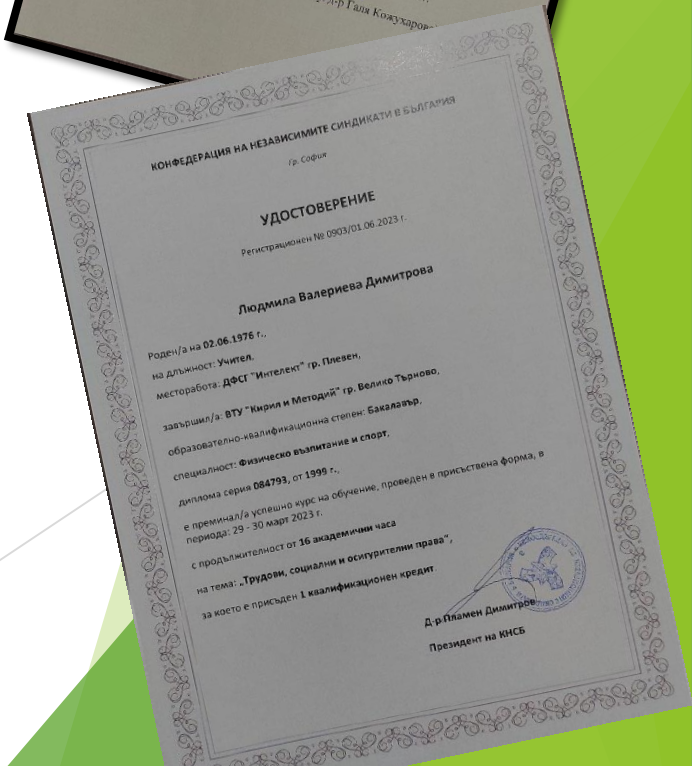 р Галя Кожухаров
КОНФЕДЕРАЦИЯ НА НЕЗАВИСИМИТЕ СИНДИКАТИ В БЪЛГАРИЯ
гр. София
УДОСТОВЕРЕНИЕ
Регистрационен № 0903/01.06.2023 г.
Людмила Валериева Димитрова
Роден/а на 02.06.1976 г.,
на длъжност: Учител,
месторабота: ДФСГ "Интелект" гр. Плевен,
завършил/а: ВТУ "Кирил и Методий" гр. Велико Търново,
образователно-квалификационна степен: Бакалавър,
специалност: Физическо възпитание и спорт,
диплома серия 084793, от 1999 г.,
е преминал/а успешно курс на обучение, проведен в присъствена форма, в
периода: 29 - 30 март 2023 г.
с продължителност от 16 академични часа
на тема: „Трудови, социални и осигурителни права",
за което е присъден 1 квалификационен кредит
Д-р Пламен Димитров
Президент на КНСБ